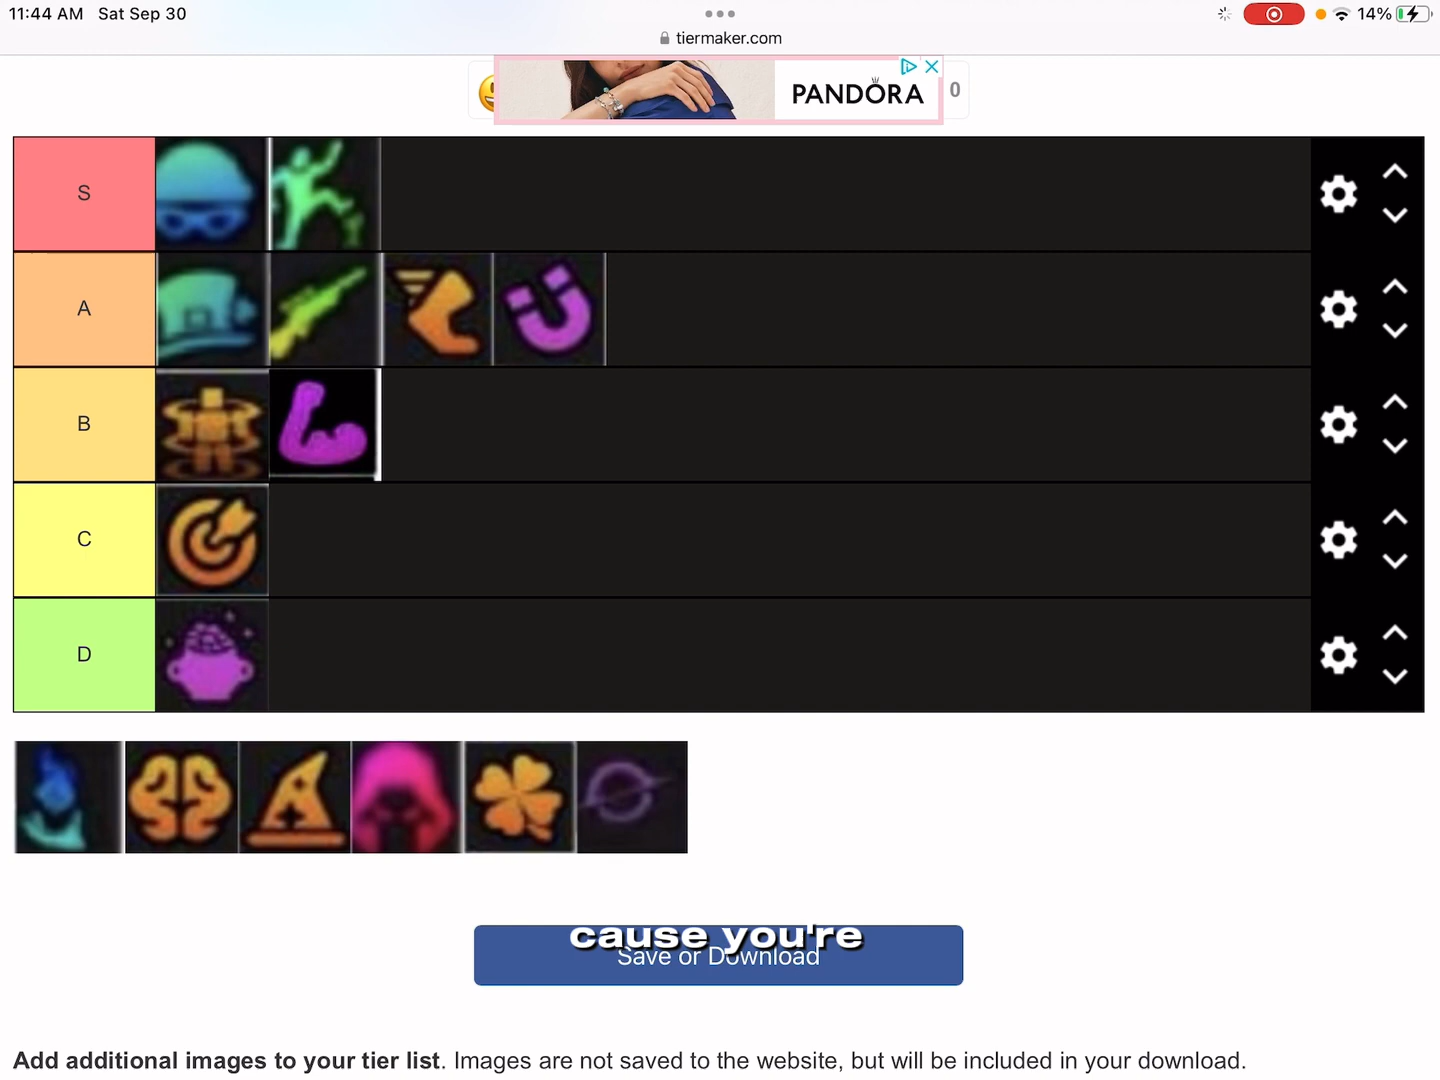 11:44 AM Sat Sep 30
14%
tiermaker.com
PANDORA
0
S
A
B
C
D
cause you're
Save or Download
Add additional images to your tier list. Images are not saved to the website, but will be included in your download.